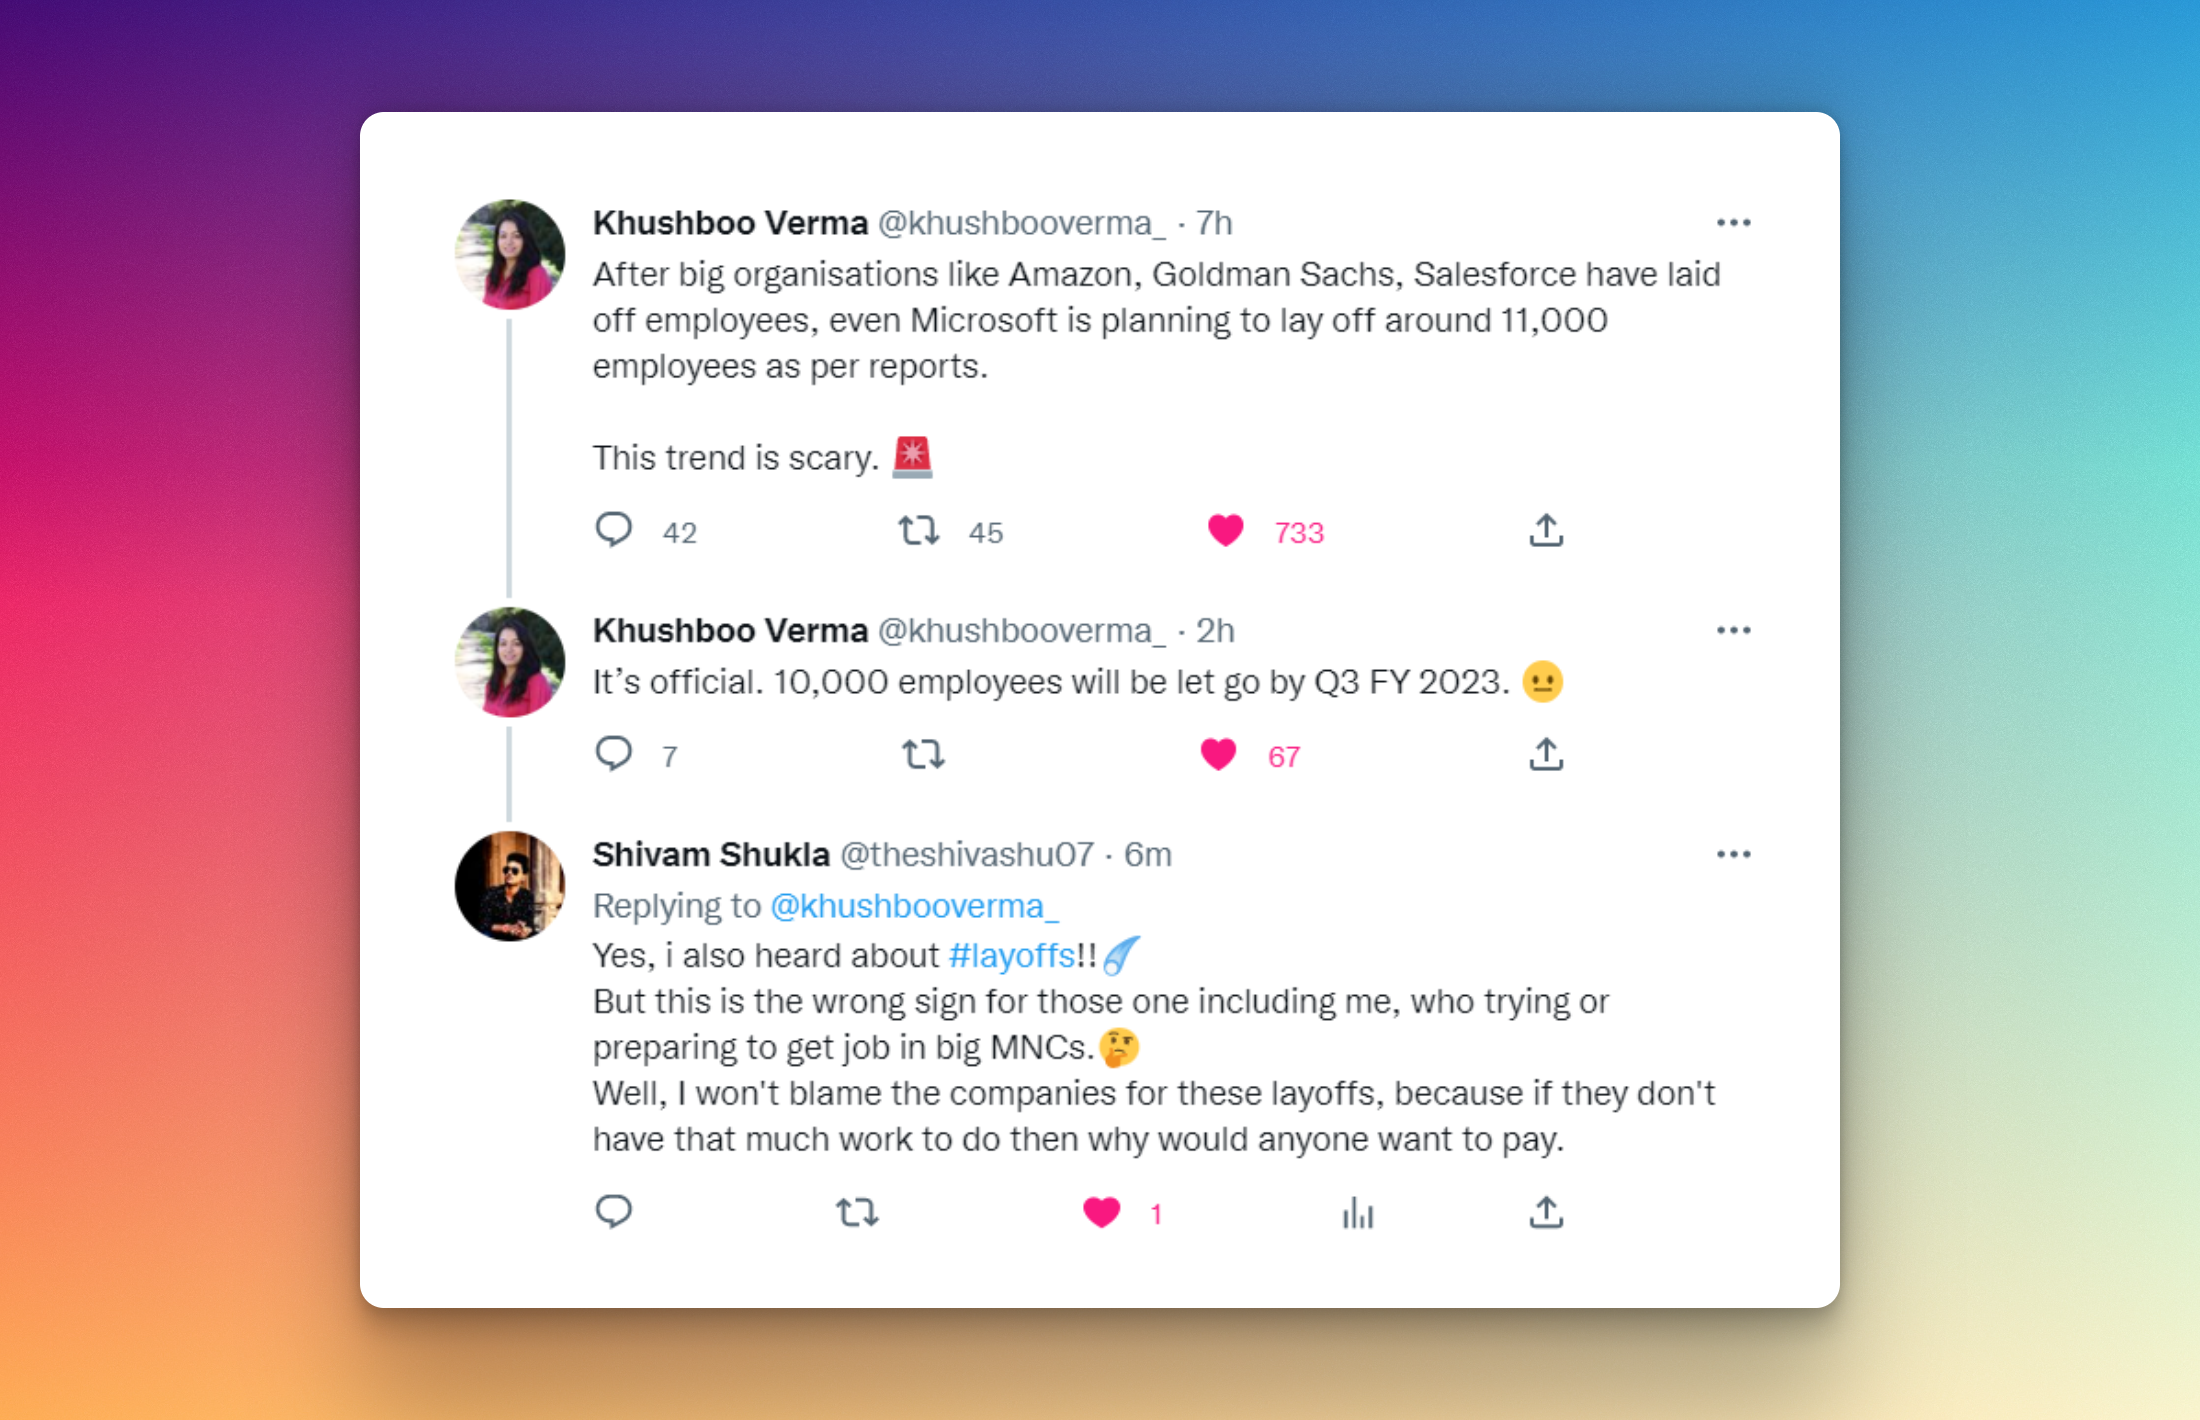 Khushboo Verma @khushbooverma_ · 7h
After big organisations like Amazon, Goldman Sachs, Salesforce have laid
off employees, even Microsoft is planning to lay off around 11,000
employees as per reports.
This trend is scary. 🚨
42 45 733
Khushboo Verma @khushbooverma_ · 2h
It’s official. 10,000 employees will be let go by Q3 FY 2023. 😐
7 67
Shivam Shukla @theshivashu07 · 6m
Replying to @khushbooverma_
Yes, i also heard about #layoffs!!☄️
But this is the wrong sign for those one including me, who trying or
preparing to get job in big MNCs.🤔
Well, I won't blame the companies for these layoffs, because if they don't
have that much work to do then why would anyone want to pay.
1